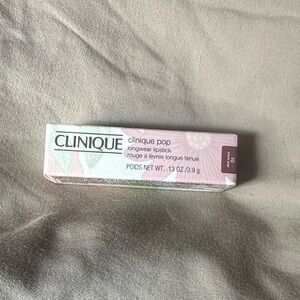 CLINIQUE
clinique pop
longwear lipstick
rouge à lèvres longue tenue
POIDS NET WT. .13 OZ./3.9 g